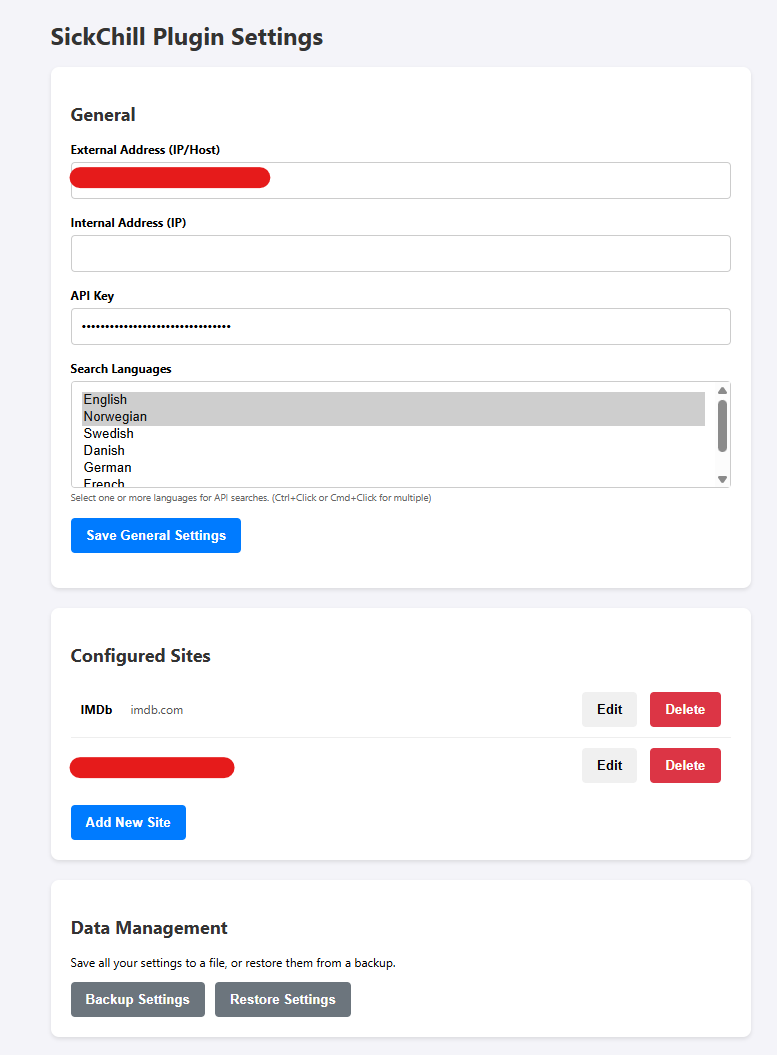 SickChill Plugin Settings
General
External Address (IP/Host)
Internal Address (IP)
API Key
••••••••••••••••••••••••••••••••
Search Languages
English
Norwegian
Swedish
Danish
German
French
Select one or more languages for API searches. (Ctrl+Click or Cmd+Click for multiple)
Save General Settings
Configured Sites
IMDb imdb.com Edit Delete
Edit Delete
Add New Site
Data Management
Save all your settings to a file, or restore them from a backup.
Backup Settings Restore Settings